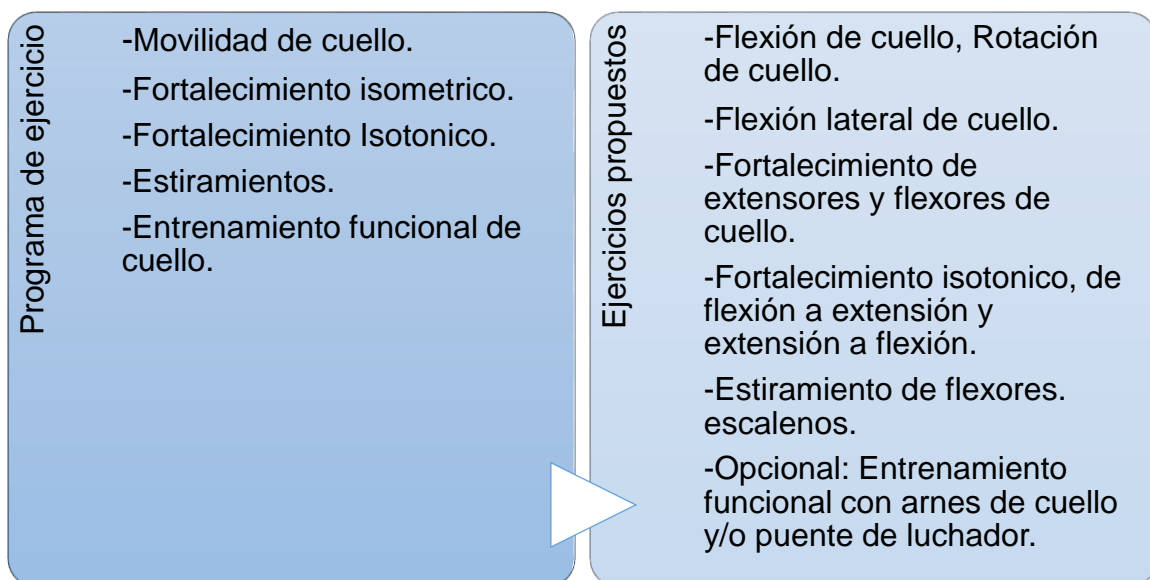 Programa de ejercicio
-Movilidad de cuello.
-Fortalecimiento isometrico.
-Fortalecimiento Isotonico.
-Estiramientos.
-Entrenamiento funcional de
cuello.
Ejercicios propuestos
-Flexión de cuello, Rotación
de cuello.
-Flexión lateral de cuello.
-Fortalecimiento de
extensores y flexores de
cuello.
-Fortalecimiento isotonico, de
flexión a extensión y
extensión a flexión.
-Estiramiento de flexores.
escalenos.
-Opcional: Entrenamiento
funcional con arnes de cuello
y/o puente de luchador.